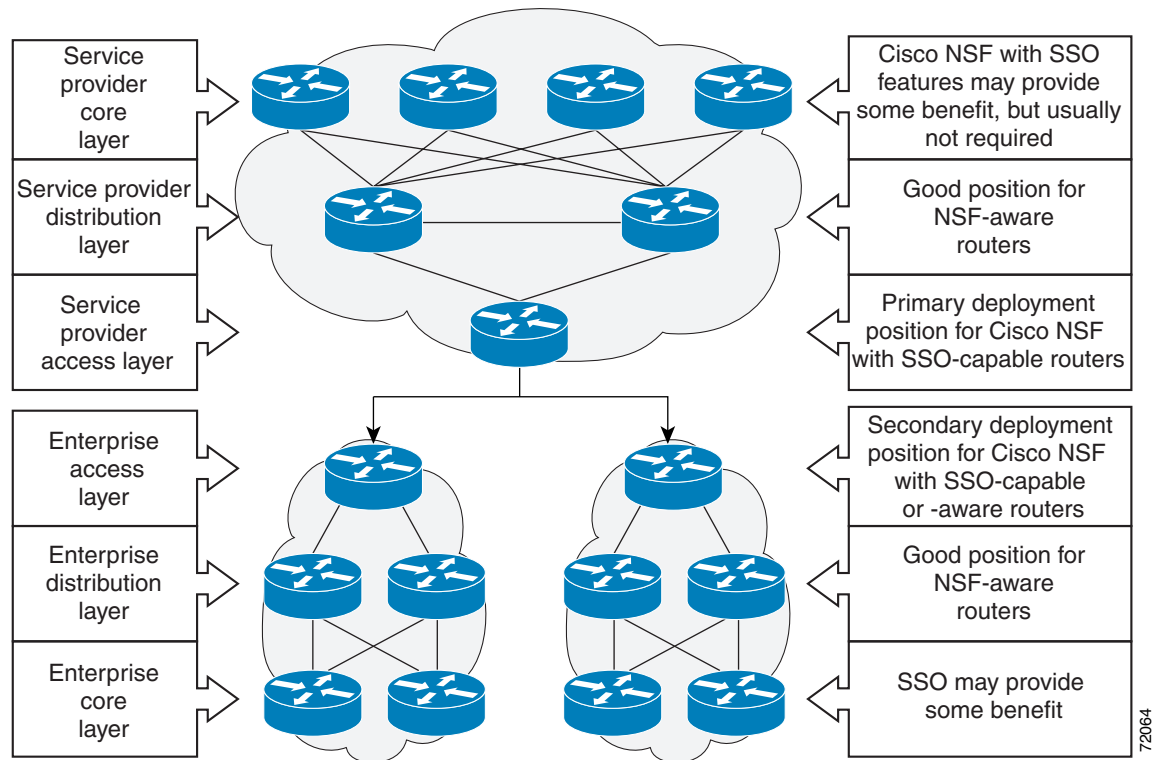 Service
provider
core
layer
Cisco NSF with SSO
features may provide
some benefit, but usually
not required
Service provider
distribution
layer
Good position for
NSF-aware
routers
Service
provider
access layer
Primary deployment
position for Cisco NSF
with SSO-capable routers
Enterprise
access
layer
Secondary deployment
position for Cisco NSF
with SSO-capable
or -aware routers
Enterprise
distribution
layer
Good position for
NSF-aware
routers
Enterprise
core
layer
SSO may provide
some benefit
72064